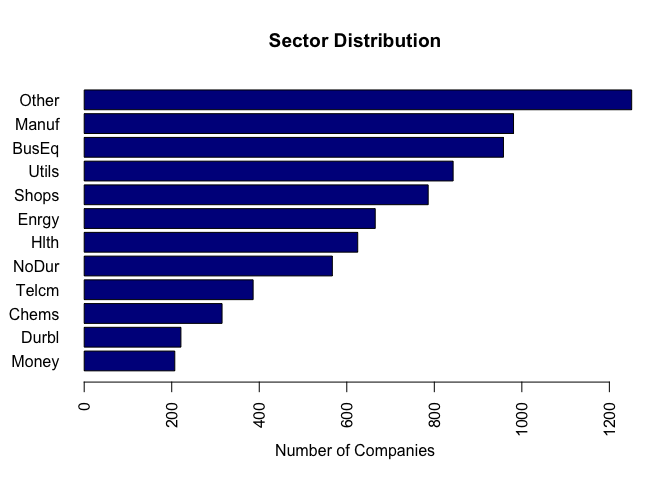 Sector Distribution
Other
Manuf
BusEq
Utils
Shops
Enrgy
Hlth
NoDur
Telcm
Chems
Durbl
Money
0 200 400 600 800 1000 1200
Number of Companies